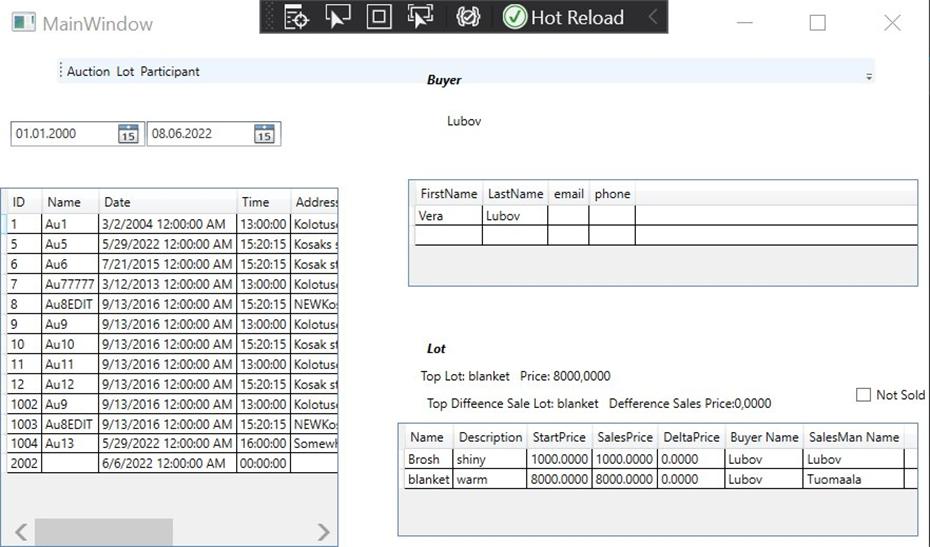 MainWindow
Hot Reload
Auction Lot Participant
Buyer
Lubov
01.01.2000 15 08.06.2022 15
ID Name Date Time Address
1 Au1 3/2/2004 12:00:00 AM 13:00:00 Kolotuse
5 Au5 5/29/2022 12:00:00 AM 15:20:15 Kosaks s
6 Au6 7/21/2015 12:00:00 AM 15:20:15 Kosak st
7 Au77777 3/12/2013 12:00:00 AM 13:00:00 Kolotuse
8 Au8EDIT 9/13/2016 12:00:00 AM 15:20:15 NEWKos
9 Au9 9/13/2016 12:00:00 AM 13:00:00 Kolotuse
10 Au10 9/13/2016 12:00:00 AM 15:20:15 Kosak st
11 Au11 9/13/2016 12:00:00 AM 13:00:00 Kolotuse
12 Au12 9/13/2016 12:00:00 AM 15:20:15 Kosak st
1002 Au9 9/13/2016 12:00:00 AM 13:00:00 Kolotuse
1003 Au8EDIT 9/13/2016 12:00:00 AM 15:20:15 NEWKos
1004 Au13 5/29/2022 12:00:00 AM 16:00:00 Somewh
2002 6/6/2022 12:00:00 AM 00:00:00
FirstName LastName email phone
Vera Lubov
Lot
Top Lot: blanket Price: 8000,0000
Not Sold
Top Diffeence Sale Lot: blanket Defference Sales Price:0,0000
Name Description StartPrice SalesPrice DeltaPrice Buyer Name SalesMan Name
Brosh shiny 1000.0000 1000.0000 0.0000 Lubov Lubov
blanket warm 8000.0000 8000.0000 0.0000 Lubov Tuomaala